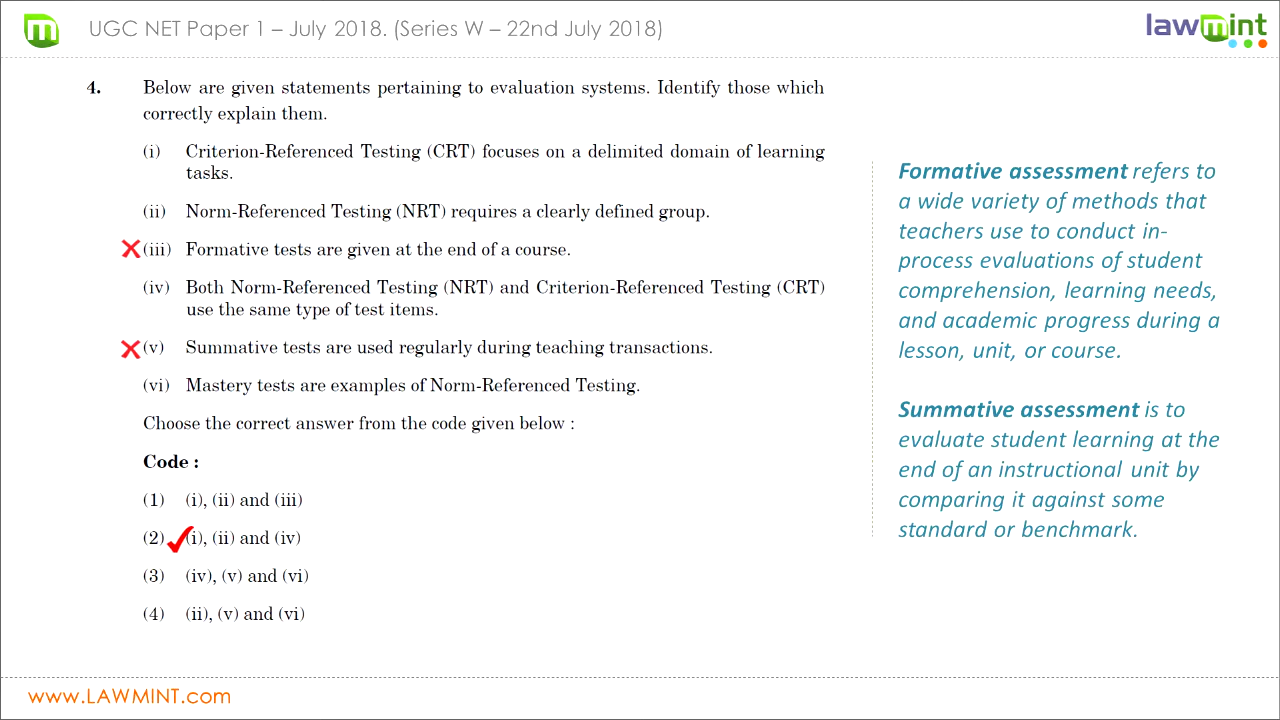 UGC NET Paper 1 – July 2018. (Series W – 22nd July 2018)
lawmint
4. Below are given statements pertaining to evaluation systems. Identify those which
correctly explain them.
(i) Criterion-Referenced Testing (CRT) focuses on a delimited domain of learning
tasks.
(ii) Norm-Referenced Testing (NRT) requires a clearly defined group.
(iii) Formative tests are given at the end of a course.
(iv) Both Norm-Referenced Testing (NRT) and Criterion-Referenced Testing (CRT)
use the same type of test items.
(v) Summative tests are used regularly during teaching transactions.
(vi) Mastery tests are examples of Norm-Referenced Testing.
Choose the correct answer from the code given below :
Code :
(1) (i), (ii) and (iii)
(2) (i), (ii) and (iv)
(3) (iv), (v) and (vi)
(4) (ii), (v) and (vi)
Formative assessment refers to
a wide variety of methods that
teachers use to conduct in-
process evaluations of student
comprehension, learning needs,
and academic progress during a
lesson, unit, or course.
Summative assessment is to
evaluate student learning at the
end of an instructional unit by
comparing it against some
standard or benchmark.
www.LAWMINT.com